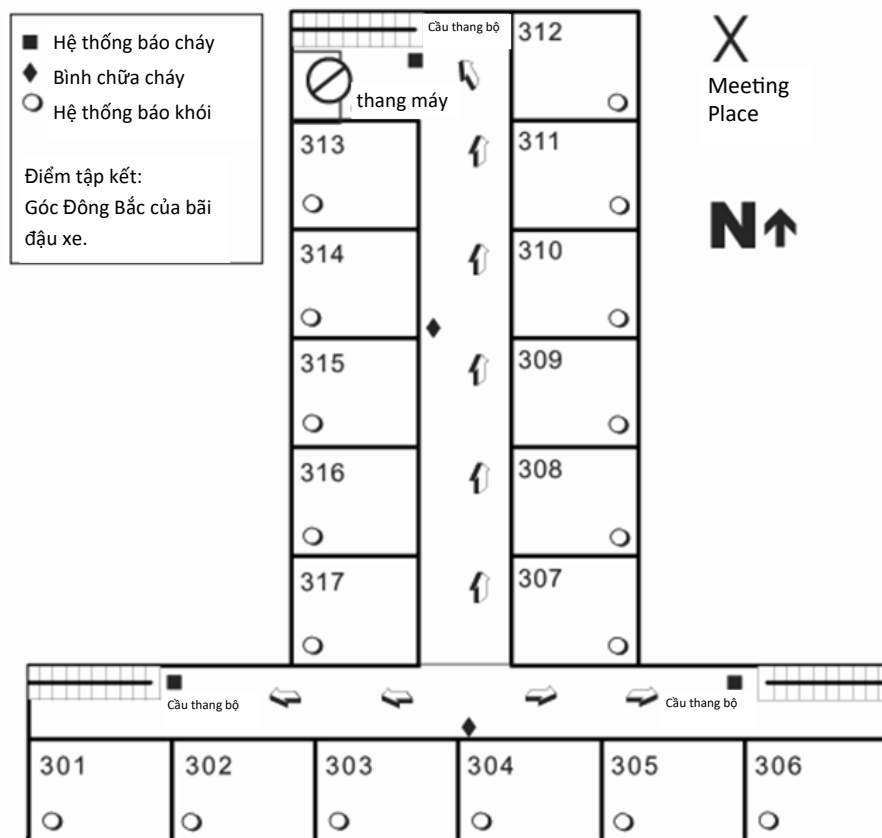 Hệ thống báo cháy
Bình chữa cháy
Hệ thống báo khói
Điểm tập kết:
Góc Đông Bắc của bãi
đậu xe.
Cầu thang bộ
thang máy
312
X
Meeting
Place
N
313
311
314
310
315
309
316
308
317
307
Cầu thang bộ
Cầu thang bộ
301
302
303
304
305
306